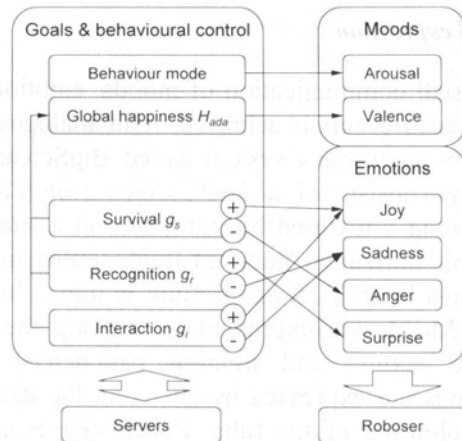 Goals & behavioural control
Moods
Behaviour mode
Arousal
Global happiness H_ada
Valence
Emotions
Survival g_s
+
-
Joy
Sadness
Recognition g_r
+
-
Anger
Interaction g_i
+
-
Surprise
Servers
Roboser